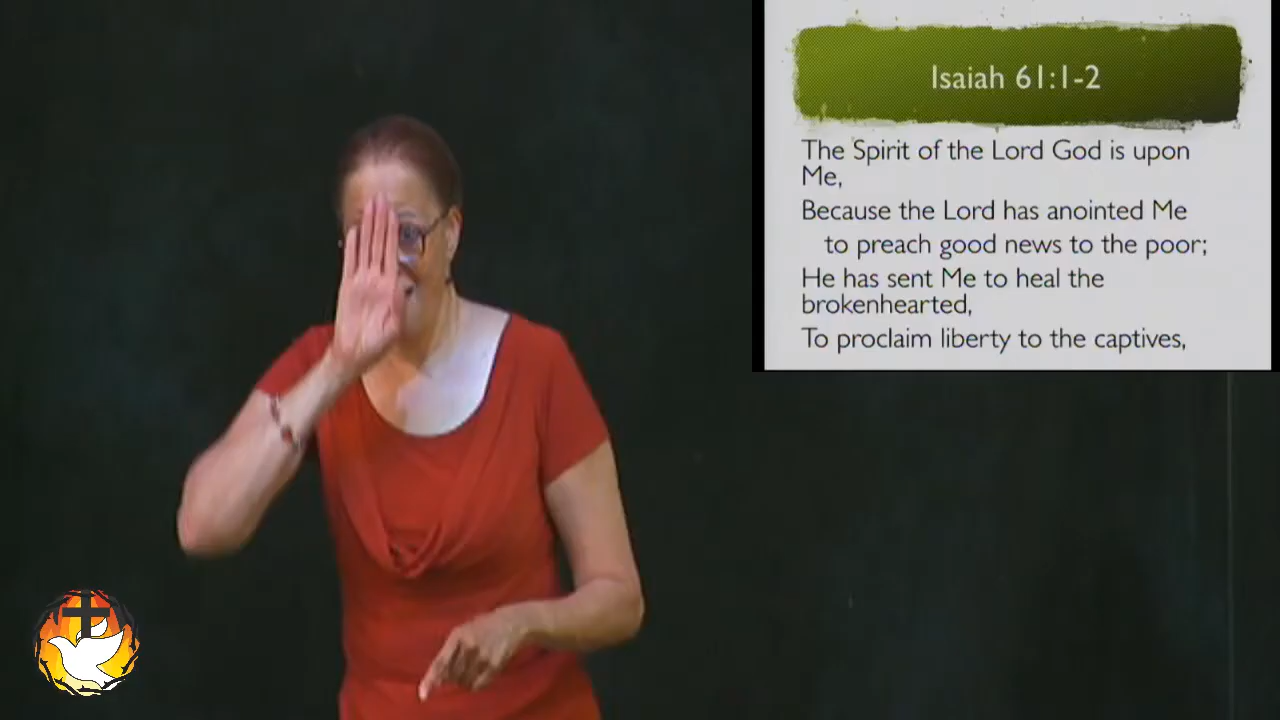 Isaiah 61:1-2
The Spirit of the Lord God is upon
Me,
Because the Lord has anointed Me
to preach good news to the poor;
He has sent Me to heal the
brokenhearted,
To proclaim liberty to the captives,